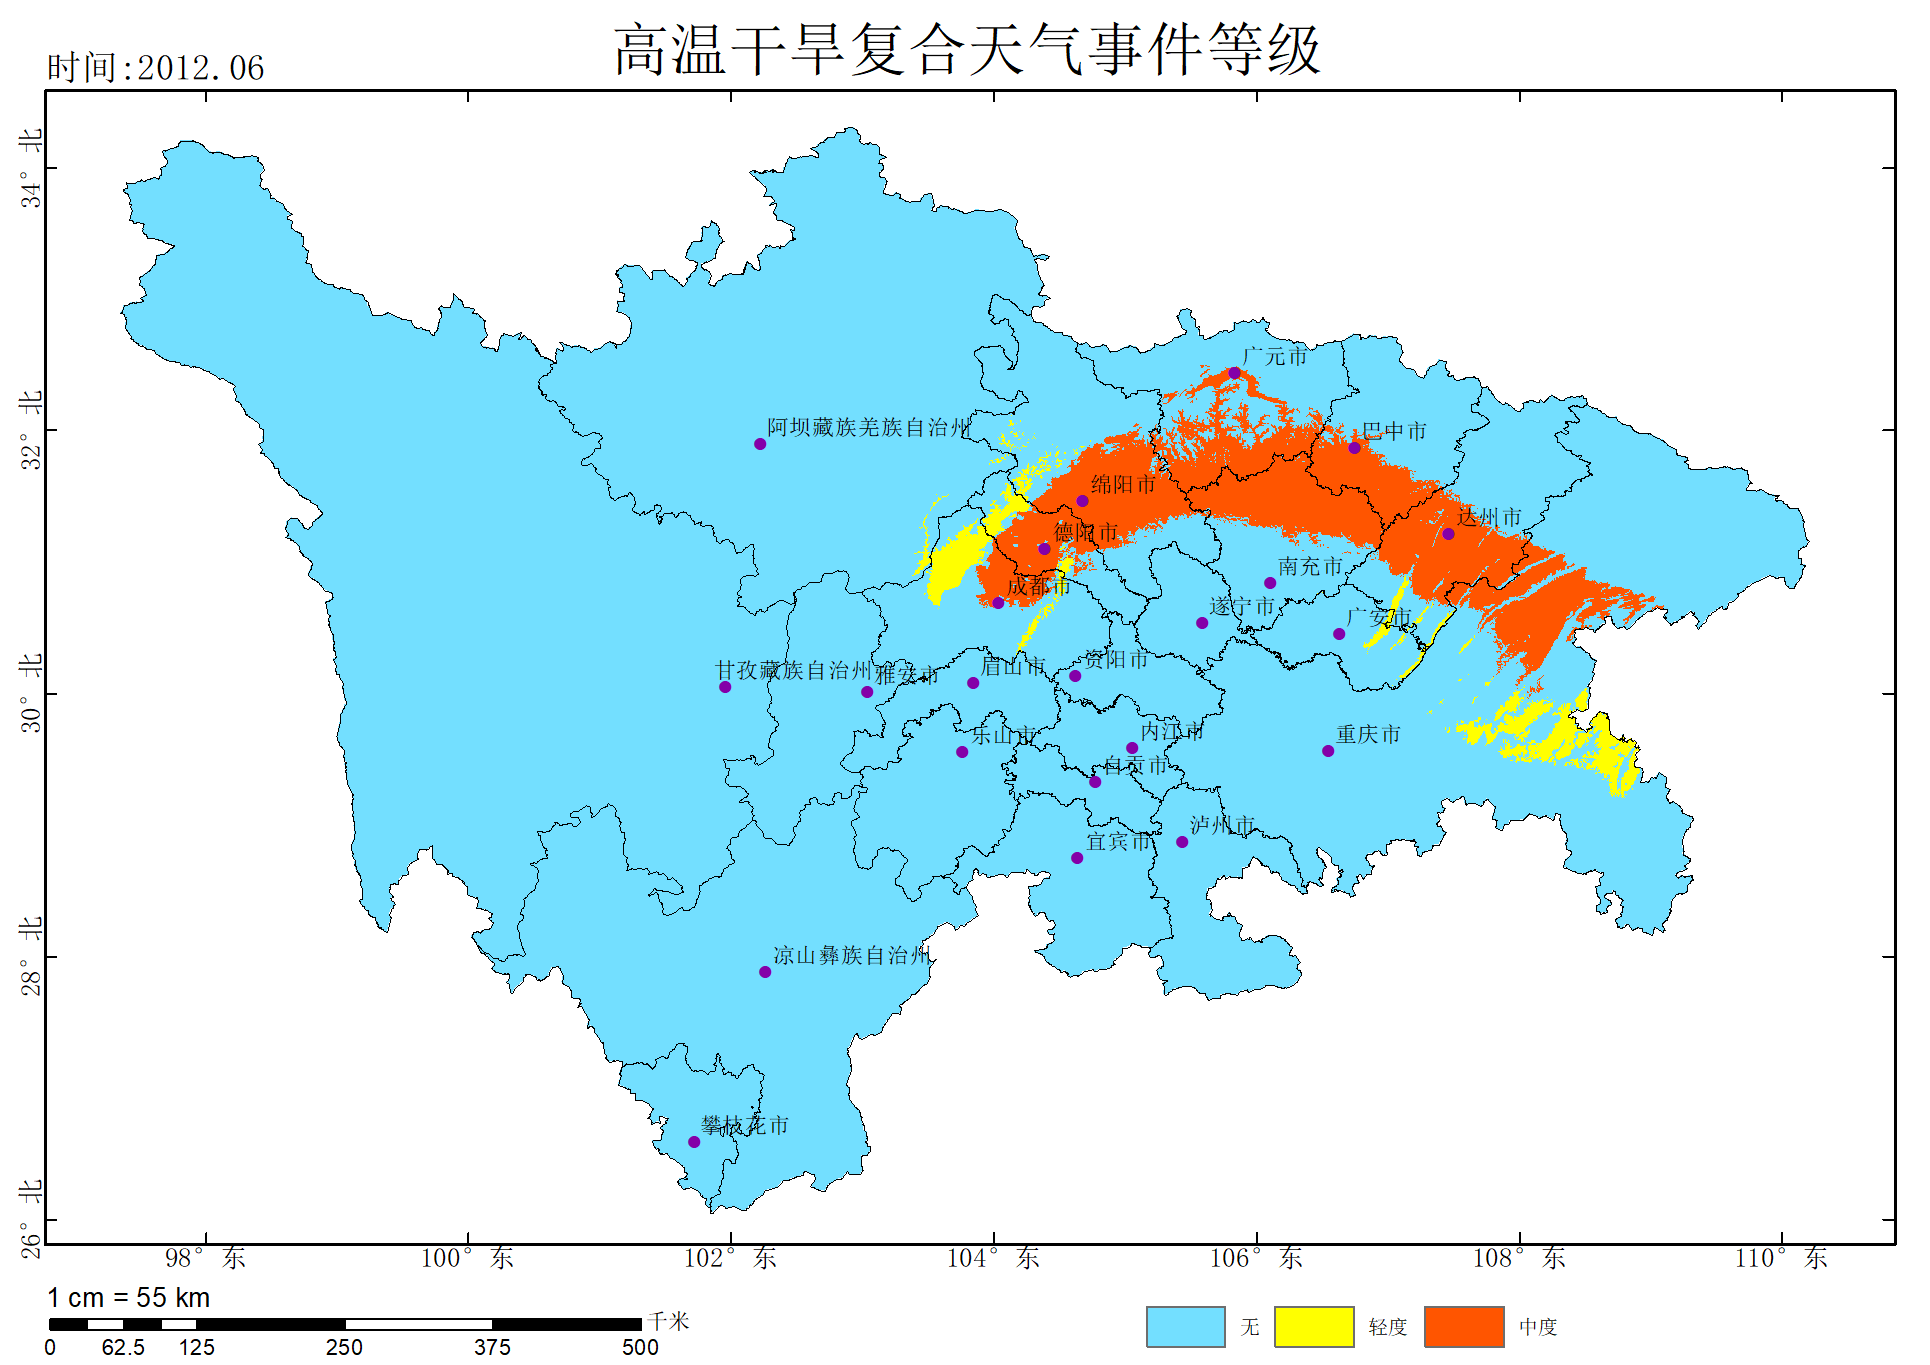 高温干旱复合天气事件等级
时间:2012.06
34°北
32°北
30°北
28°北
26°北
广元市
阿坝藏族羌族自治州
巴中市
绵阳市
达州市
德阳市
南充市
成都市
遂宁市
广安市
甘孜藏族自治州
雅安市
眉山市
资阳市
乐山市
内江市
重庆市
自贡市
泸州市
宜宾市
凉山彝族自治州
攀枝花市
98°东
100°东
102°东
104°东
106°东
108°东
110°东
1 cm = 55 km
千米
0 62.5 125 250 375 500
无 轻度 中度